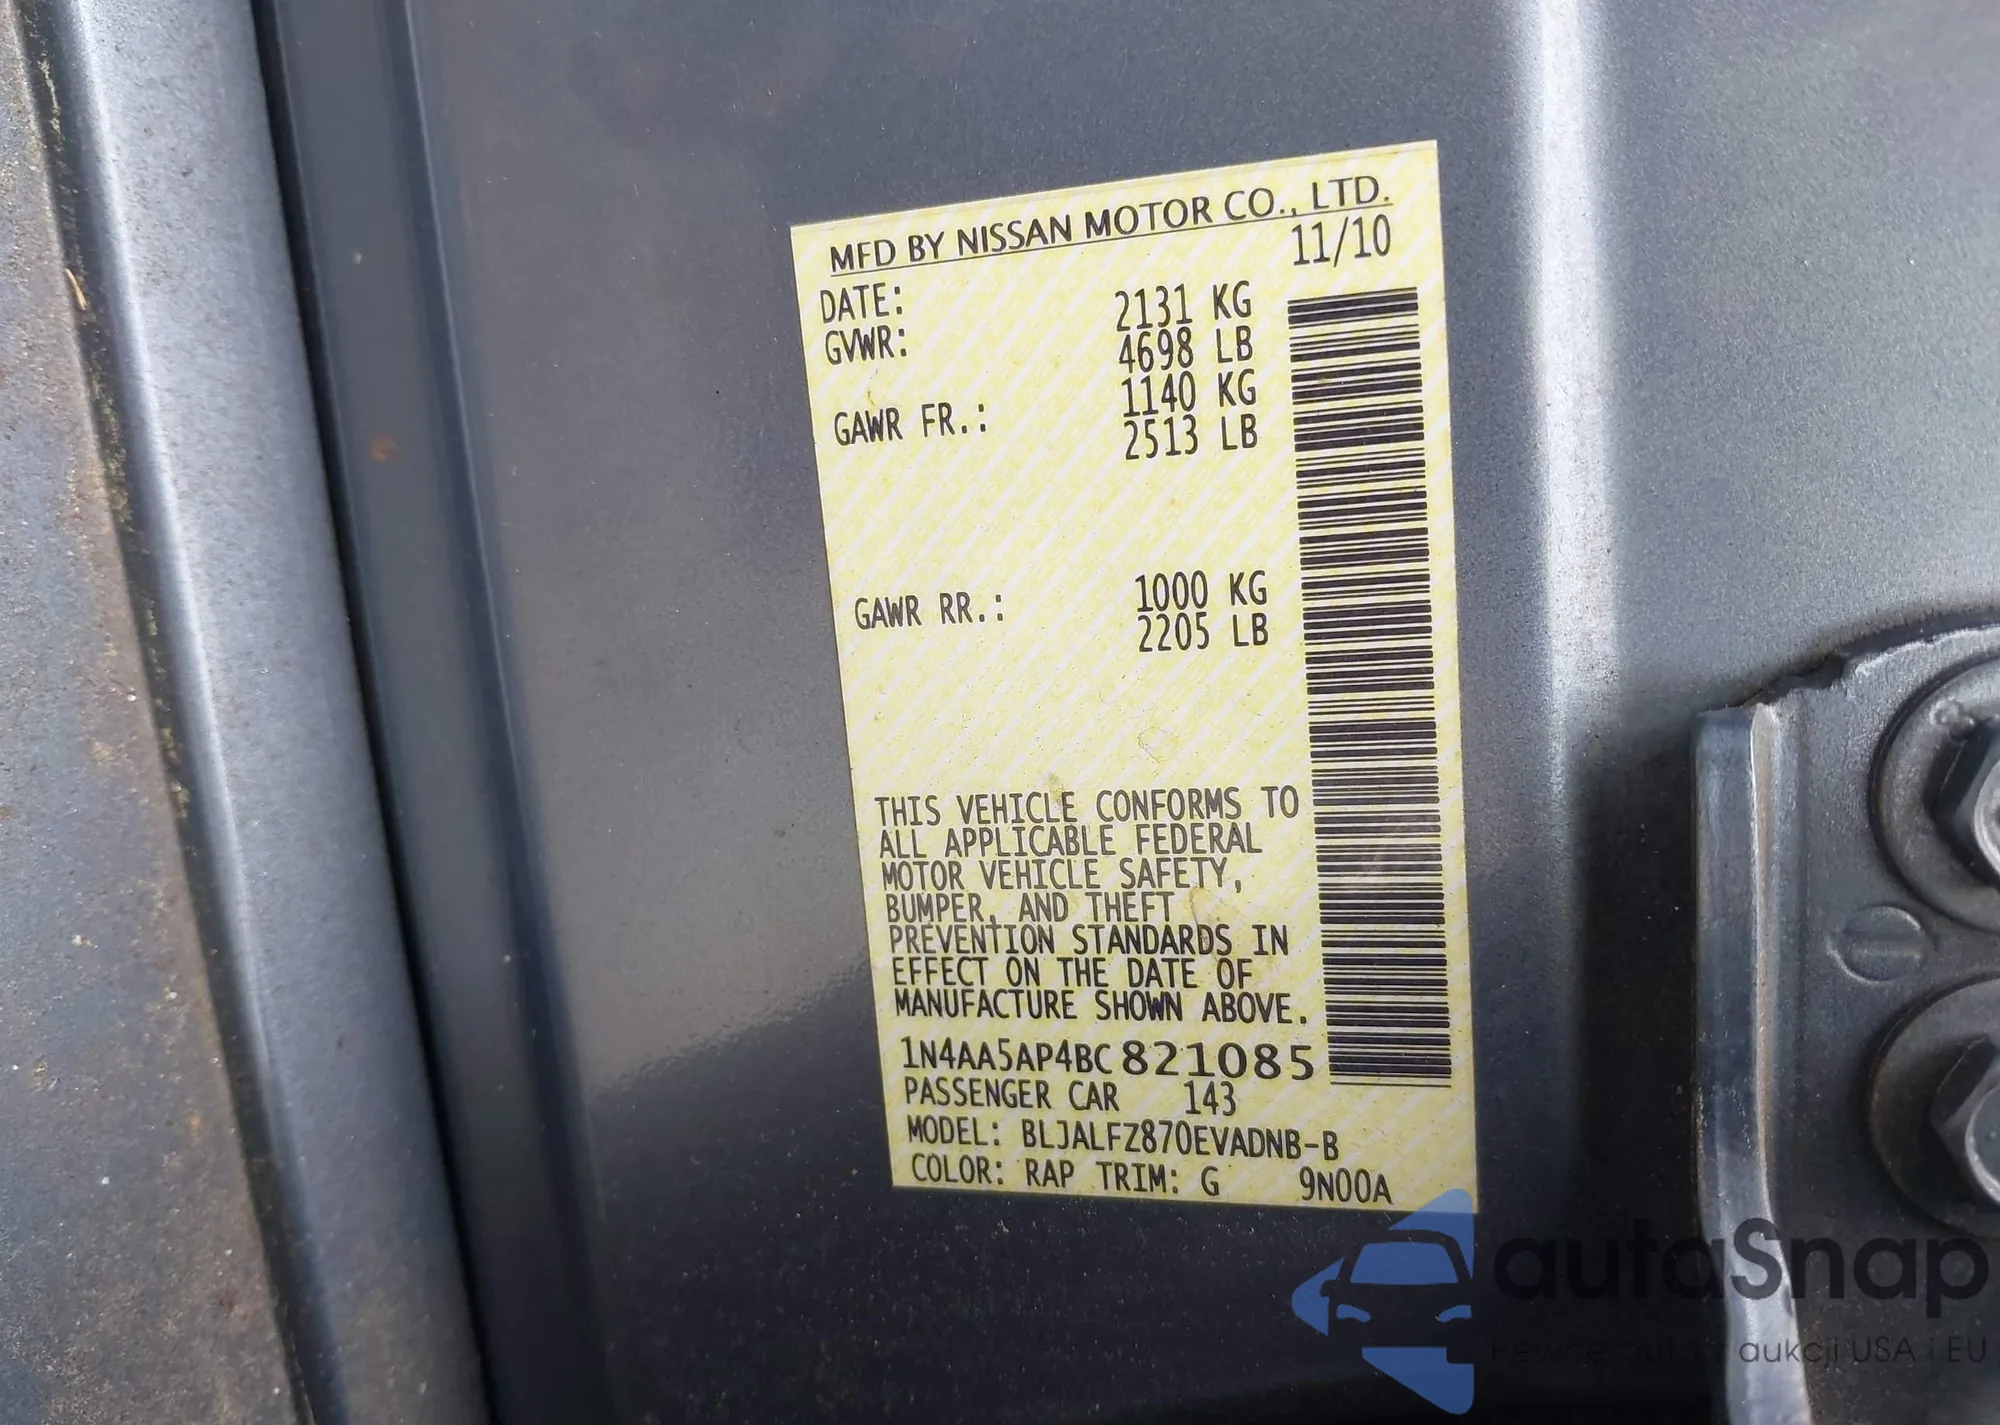 MFD BY NISSAN MOTOR CO., LTD.
DATE: 11/10
GVWR: 2131 KG
4698 LB
GAWR FR.: 1140 KG
2513 LB
GAWR RR.: 1000 KG
2205 LB
THIS VEHICLE CONFORMS TO
ALL APPLICABLE FEDERAL
MOTOR VEHICLE SAFETY,
BUMPER, AND THEFT
PREVENTION STANDARDS IN
EFFECT ON THE DATE OF
MANUFACTURE SHOWN ABOVE.
1N4AA5AP4BC821085
PASSENGER CAR 143
MODEL: BLJALFZ870EVADNB-B
COLOR: RAP TRIM: G 9N00A
autoSnap
aukcji USA i EU